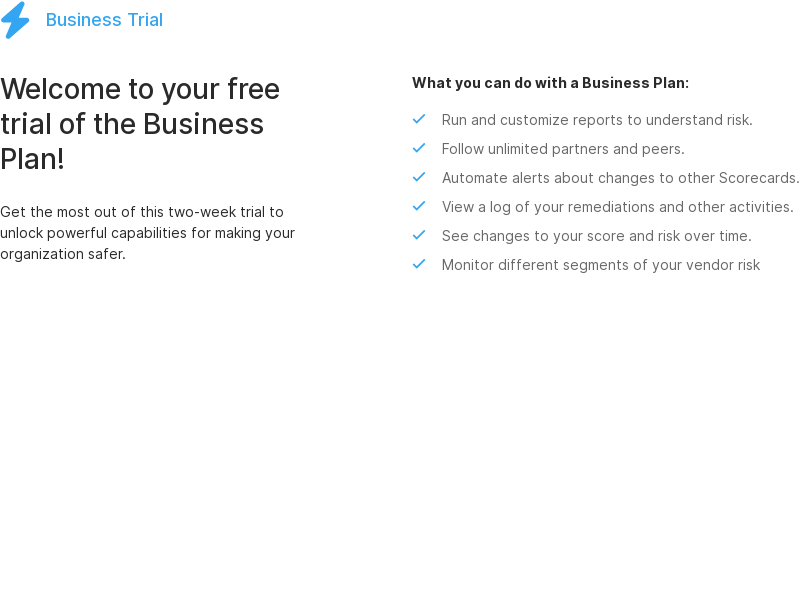 Business Trial
Welcome to your free
trial of the Business
Plan!
Get the most out of this two-week trial to
unlock powerful capabilities for making your
organization safer.
What you can do with a Business Plan:
Run and customize reports to understand risk.
Follow unlimited partners and peers.
Automate alerts about changes to other Scorecards.
View a log of your remediations and other activities.
See changes to your score and risk over time.
Monitor different segments of your vendor risk